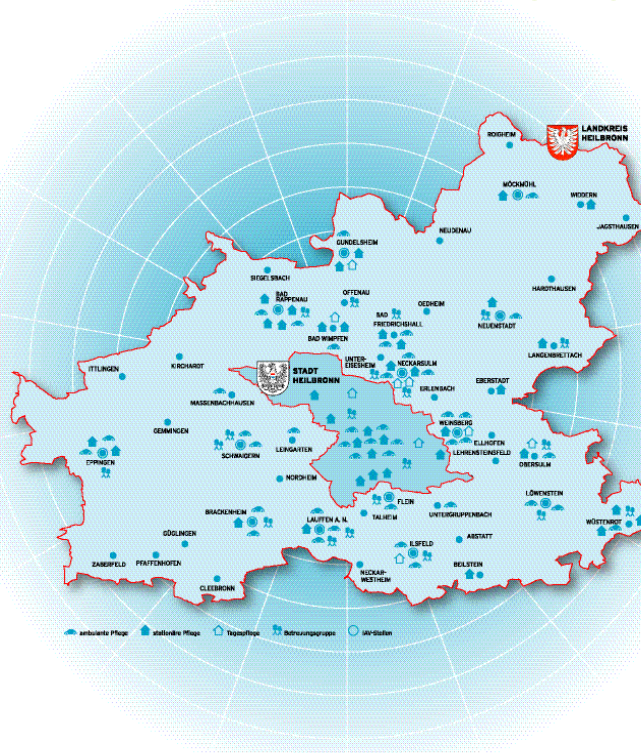 LANDKREIS
HEILBRONN
ROIGHEIM
MÖCKMÜHL
WIDDERN
JAGSTHAUSEN
NEUDENAU
GUNDELSHEIM
SIEGELSBACH
HARDTHAUSEN
BAD
RAPPENAU
OFFENAU
OEDHEIM
BAD
FRIEDRICHSHALL
NEUENSTADT
BAD WIMPFEN
LANGENBRETTACH
UNTER-
EISESHEIM
NECKARSULM
KIRCHARDT
ITTLINGEN
STADT
HEILBRONN
EBERSTADT
ERLENBACH
MASSENBACHHAUSEN
GEMMINGEN
WEINSBERG
ELLHOFEN
LEHRENSTEINSFELD
OBERSULM
EPPINGEN
SCHWAIGERN
LEINGARTEN
NORDHEIM
LÖWENSTEIN
FLEIN
TALHEIM
UNTERGRUPPENBACH
WÜSTENROT
BRACKENHEIM
LAUFFEN A. N.
ABSTATT
GÜGLINGEN
ILSFELD
ZABERFELD
PFAFFENHOFEN
NECKAR-
WESTHEIM
BEILSTEIN
CLEEBRONN
ambulante Pflege
stationäre Pflege
Tagespflege
Betreuungsgruppe
IAV-Stellen